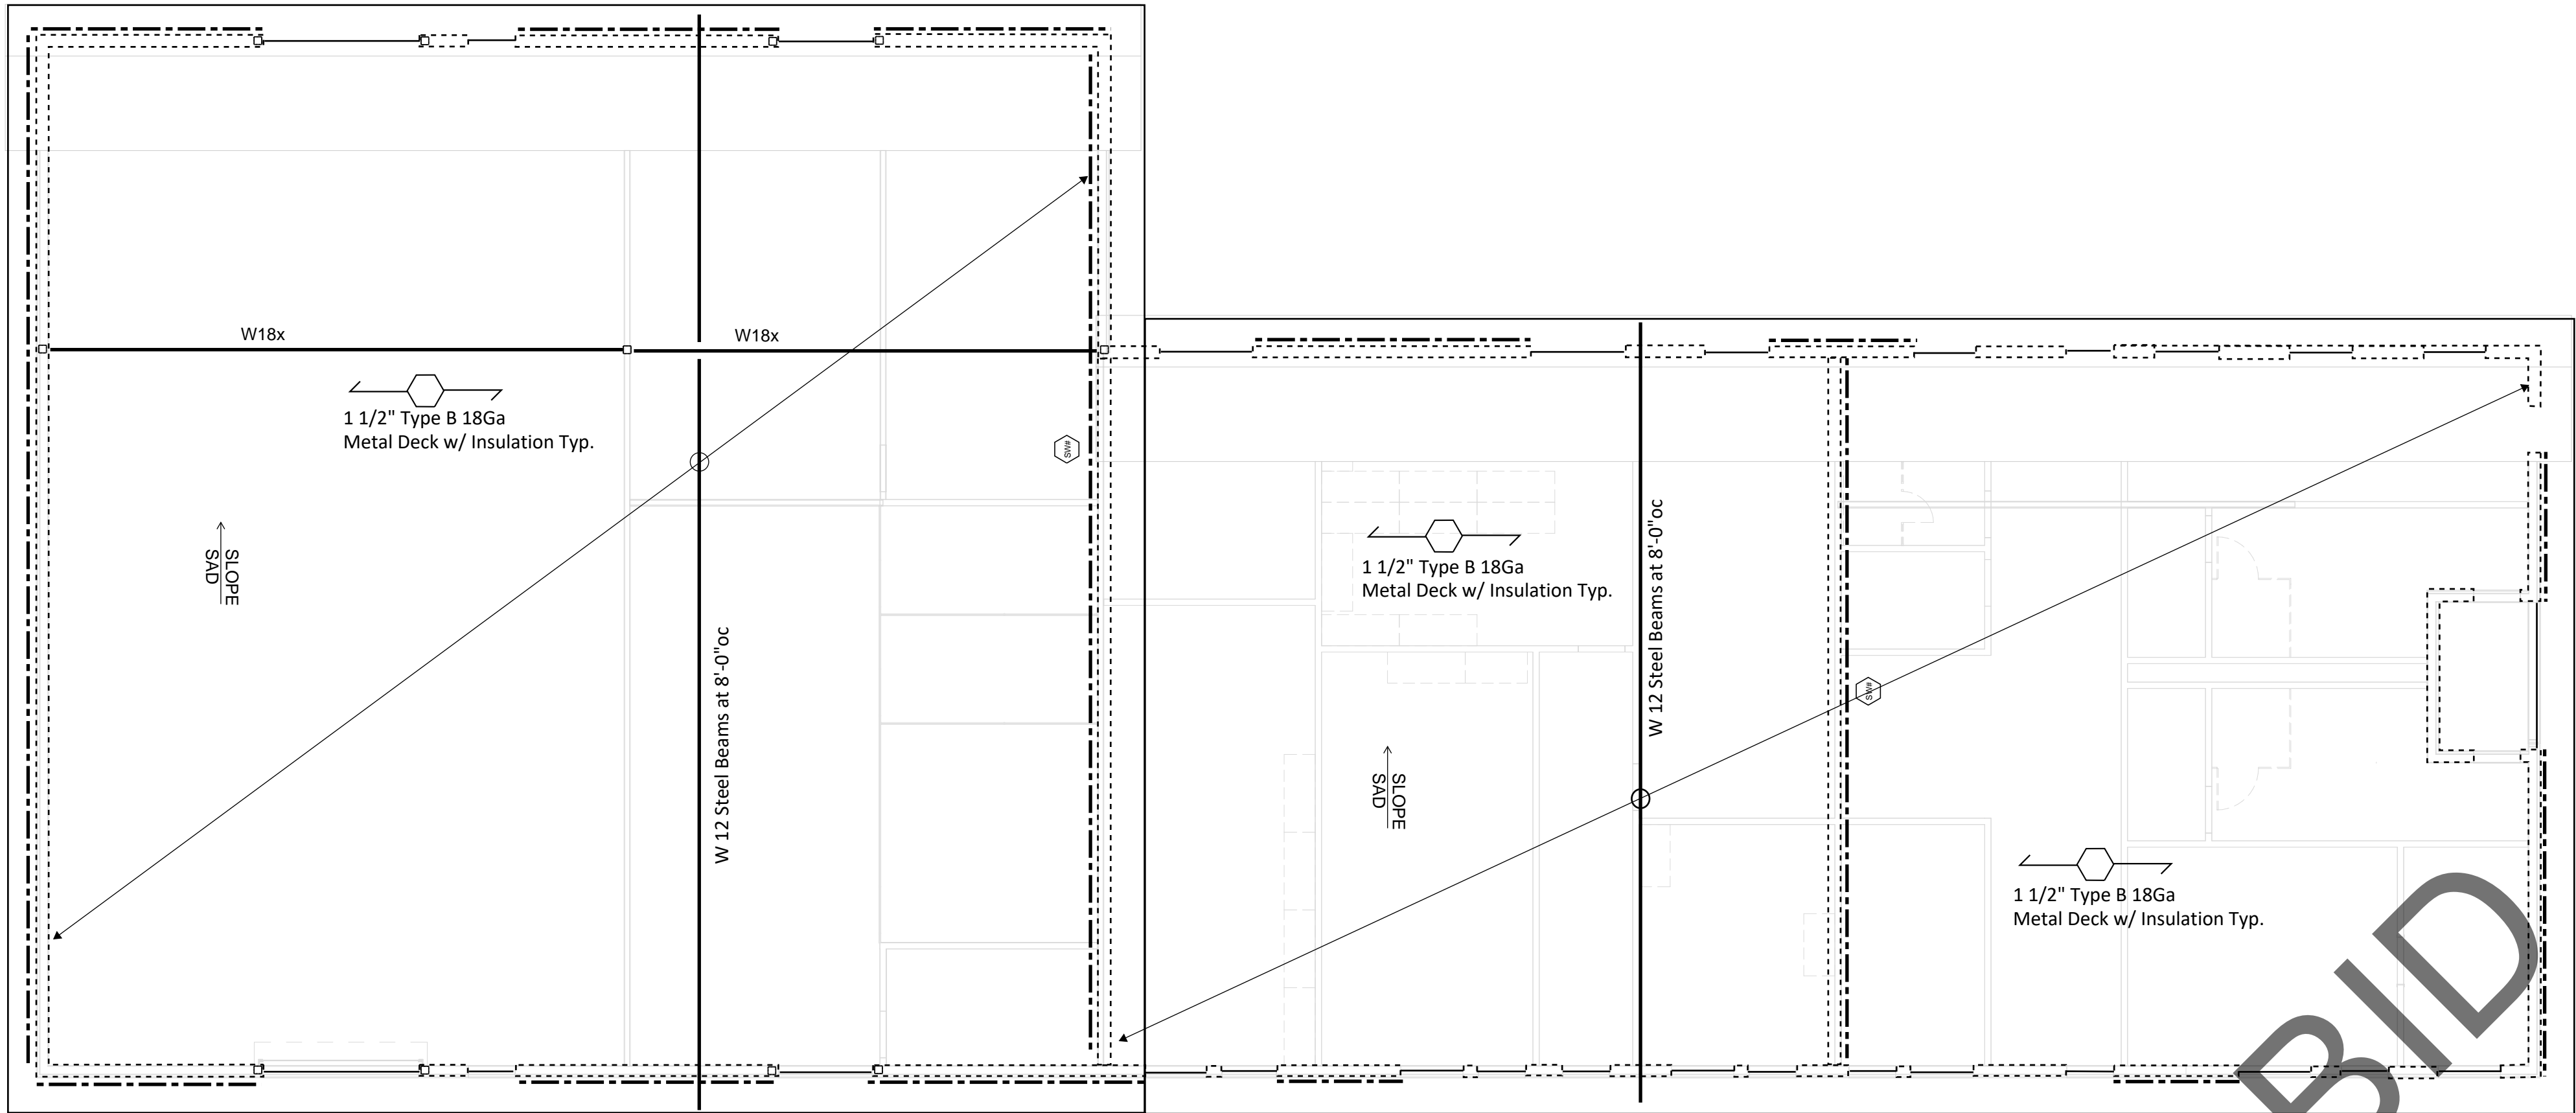 W18x
W18x
1 1/2" Type B 18Ga
Metal Deck w/ Insulation Typ.
SW#
SLOPE
SAD
W 12 Steel Beams at 8'-0"oc
1 1/2" Type B 18Ga
Metal Deck w/ Insulation Typ.
W 12 Steel Beams at 8'-0"oc
SW#
SLOPE
SAD
1 1/2" Type B 18Ga
Metal Deck w/ Insulation Typ.
BID